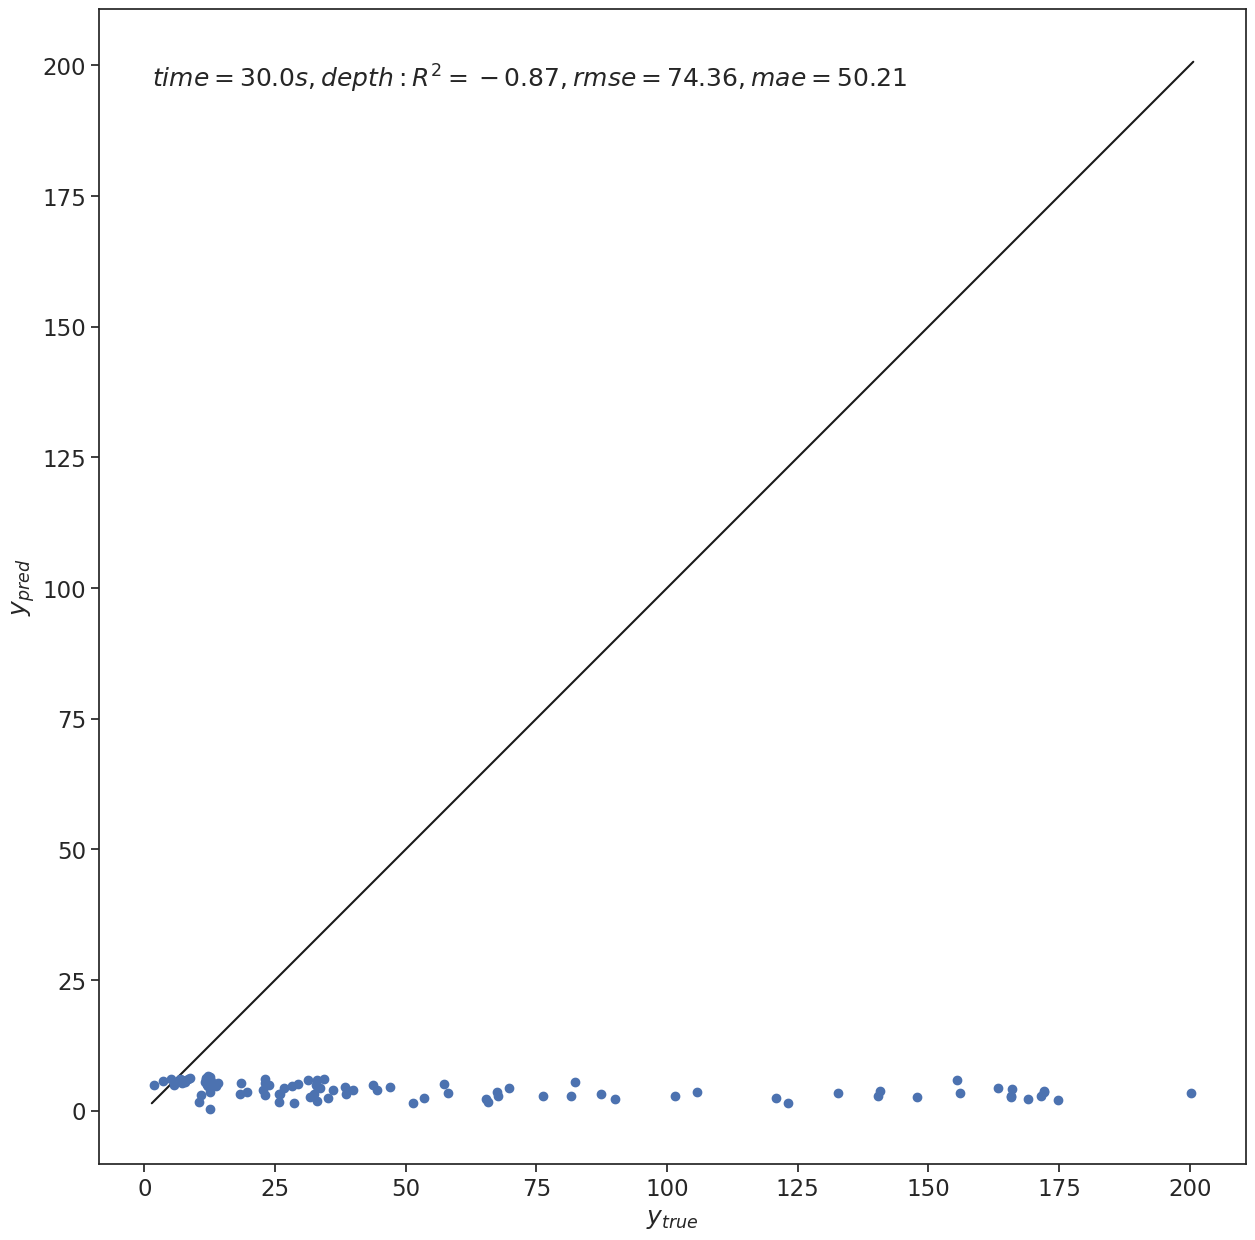 time = 30.0s, depth : R² = −0.87, rmse = 74.36, mae = 50.21
200
175
150
125
100
75
50
25
0
y_pred
0 25 50 75 100 125 150 175 200
y_true